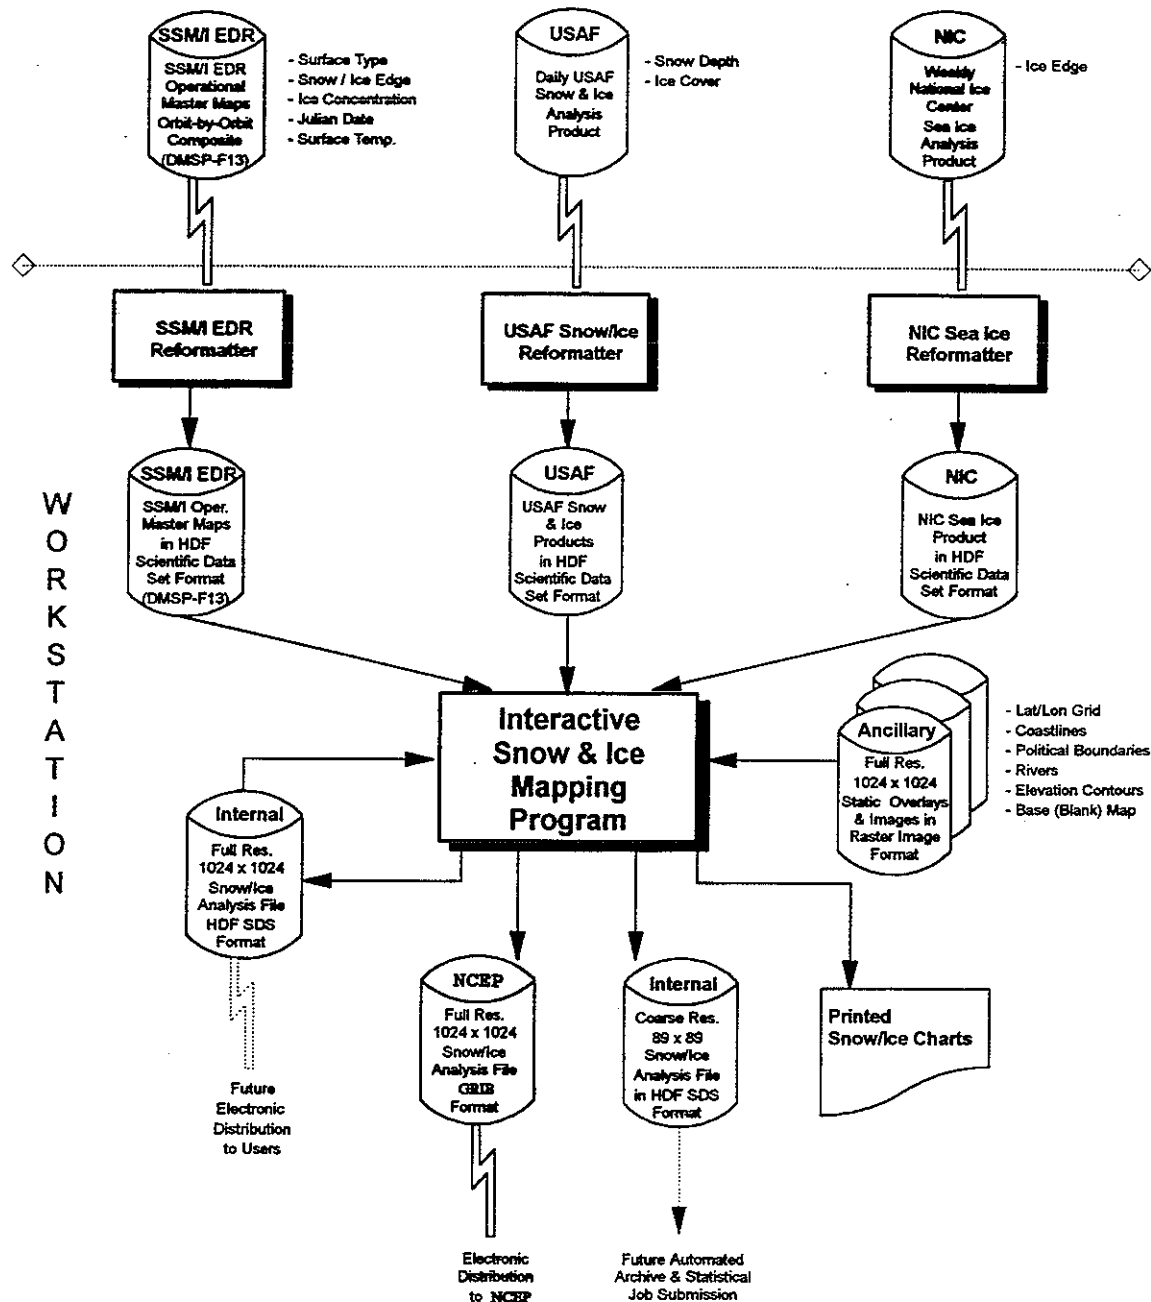 SSM/I EDR
SSM/I EDR
Operational
Master Maps
Orbit-by-Orbit
Composite
(DMSP-F13)
- Surface Type
- Snow / Ice Edge
- Ice Concentration
- Julian Date
- Surface Temp.
USAF
Daily USAF
Snow & Ice
Analysis
Product
- Snow Depth
- Ice Cover
NIC
Weekly
National Ice
Center
Sea Ice
Analysis
Product
- Ice Edge
SSM/I EDR
Reformatter
USAF Snow/Ice
Reformatter
NIC Sea Ice
Reformatter
WORKSTATION
SSM/I EDR
SSM/I Oper.
Master Maps
in HDF
Scientific Data
Set Format
(DMSP-F13)
USAF
USAF Snow
& Ice
Products
in HDF
Scientific Data
Set Format
NIC
NIC Sea Ice
Product
in HDF
Scientific Data
Set Format
Interactive
Snow & Ice
Mapping
Program
Ancillary
Full Res.
1024 x 1024
Static Overlays
& Images in
Raster Image
Format
- Lat/Lon Grid
- Coastlines
- Political Boundaries
- Rivers
- Elevation Contours
- Base (Blank) Map
Internal
Full Res.
1024 x 1024
Snow/Ice
Analysis File
HDF SDS
Format
Future
Electronic
Distribution
to Users
NCEP
Full Res.
1024 x 1024
Snow/Ice
Analysis File
GRIB
Format
Electronic
Distribution
to NCEP
Internal
Coarse Res.
89 x 89
Snow/Ice
Analysis File
in HDF SDS
Format
Future Automated
Archive & Statistical
Job Submission
Printed
Snow/Ice Charts